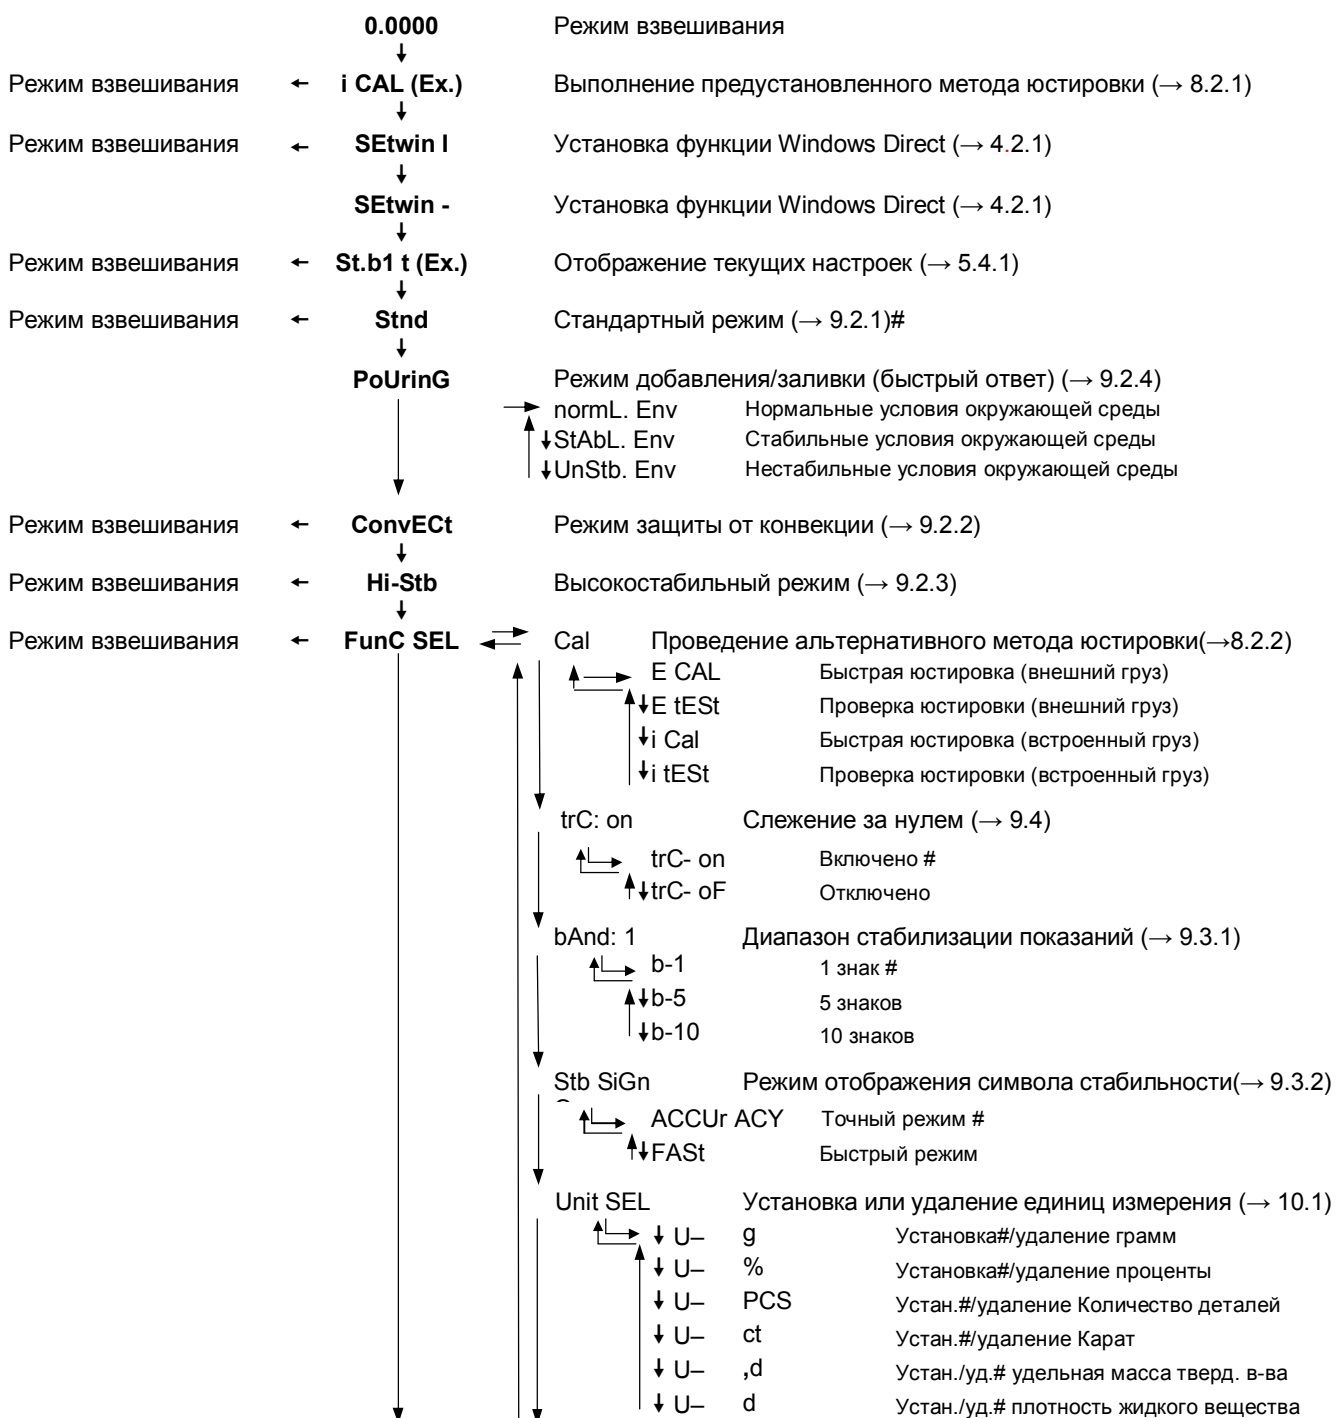 0.0000 Режим взвешивания
Режим взвешивания ← i CAL (Ex.) Выполнение предустановленного метода юстировки (→ 8.2.1)
Режим взвешивания ← SEtwin I Установка функции Windows Direct (→ 4.2.1)
SEtwin - Установка функции Windows Direct (→ 4.2.1)
Режим взвешивания ← St.b1 t (Ex.) Отображение текущих настроек (→ 5.4.1)
Режим взвешивания ← Stnd Стандартный режим (→ 9.2.1)#
PoUrinG Режим добавления/заливки (быстрый ответ) (→ 9.2.4)
normL. Env Нормальные условия окружающей среды
StAbL. Env Стабильные условия окружающей среды
UnStb. Env Нестабильные условия окружающей среды
Режим взвешивания ← ConvECt Режим защиты от конвекции (→ 9.2.2)
Режим взвешивания ← Hi-Stb Высокостабильный режим (→ 9.2.3)
Режим взвешивания ← FunC SEL Cal Проведение альтернативного метода юстировки(→8.2.2)
E CAL Быстрая юстировка (внешний груз)
E tESt Проверка юстировки (внешний груз)
i Cal Быстрая юстировка (встроенный груз)
i tESt Проверка юстировки (встроенный груз)
trC: on Слежение за нулем (→ 9.4)
trC- on Включено #
trC- oF Отключено
bAnd: 1 Диапазон стабилизации показаний (→ 9.3.1)
b-1 1 знак #
b-5 5 знаков
b-10 10 знаков
Stb SiGn Режим отображения символа стабильности(→ 9.3.2)
ACCUr ACY Точный режим #
FASt Быстрый режим
Unit SEL Установка или удаление единиц измерения (→ 10.1)
U– g Установка#/удаление грамм
U– % Установка#/удаление проценты
U– PCS Устан.#/удаление Количество деталей
U– ct Устан.#/удаление Карат
U– ,d Устан./уд.# удельная масса тверд. в-ва
U– d Устан./уд.# плотность жидкого вещества